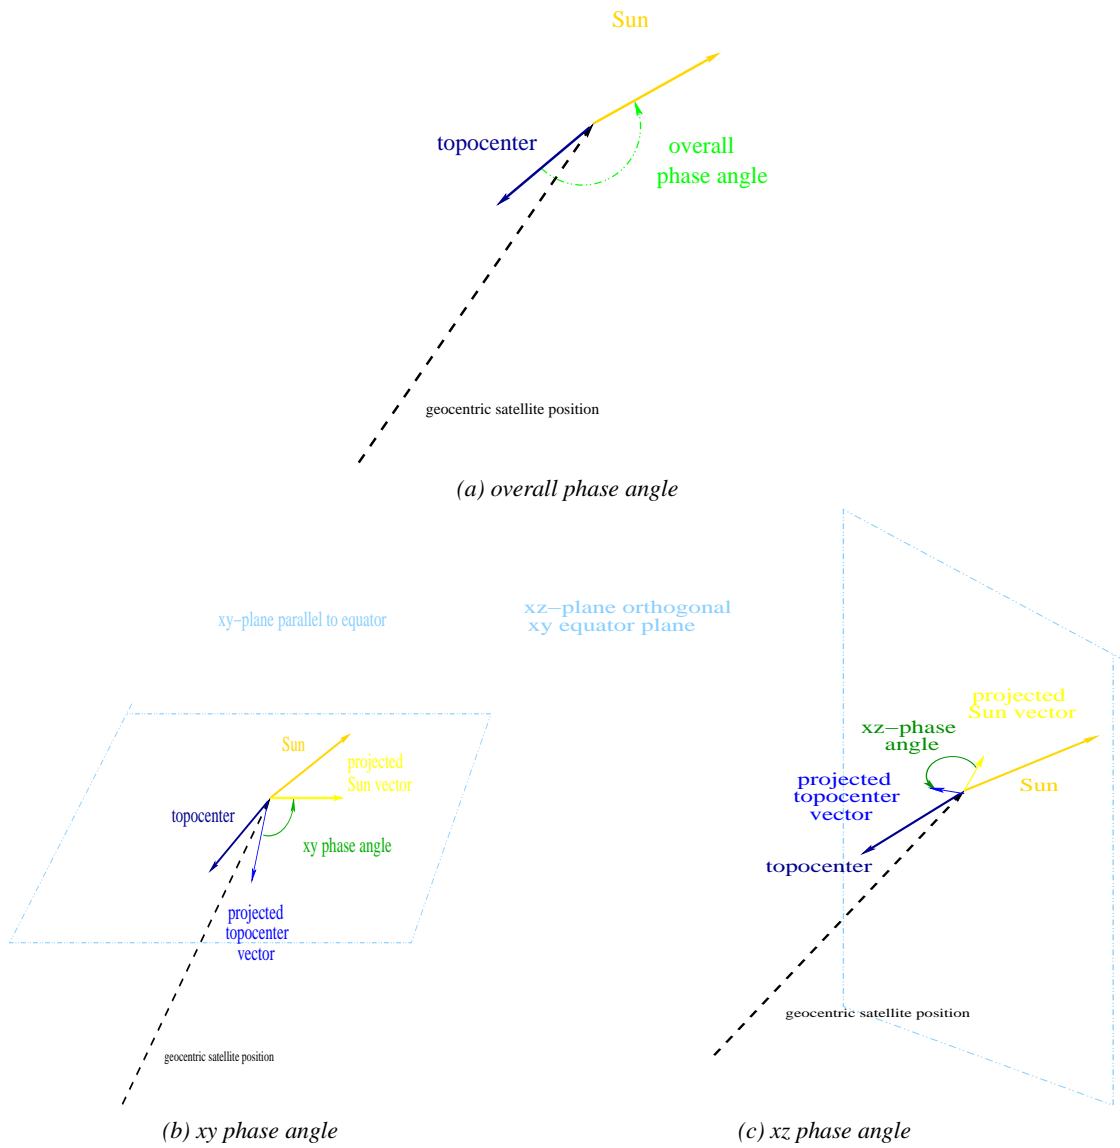 Sun
topocenter
overall
phase angle
geocentric satellite position
(a) overall phase angle
xy-plane parallel to equator
Sun
projected
Sun vector
topocenter
xy phase angle
projected
topocenter
vector
geocentric satellite position
(b) xy phase angle
xz-plane orthogonal
xy equator plane
projected
Sun vector
xz-phase
angle
projected
topocenter
vector
Sun
topocenter
geocentric satellite position
(c) xz phase angle